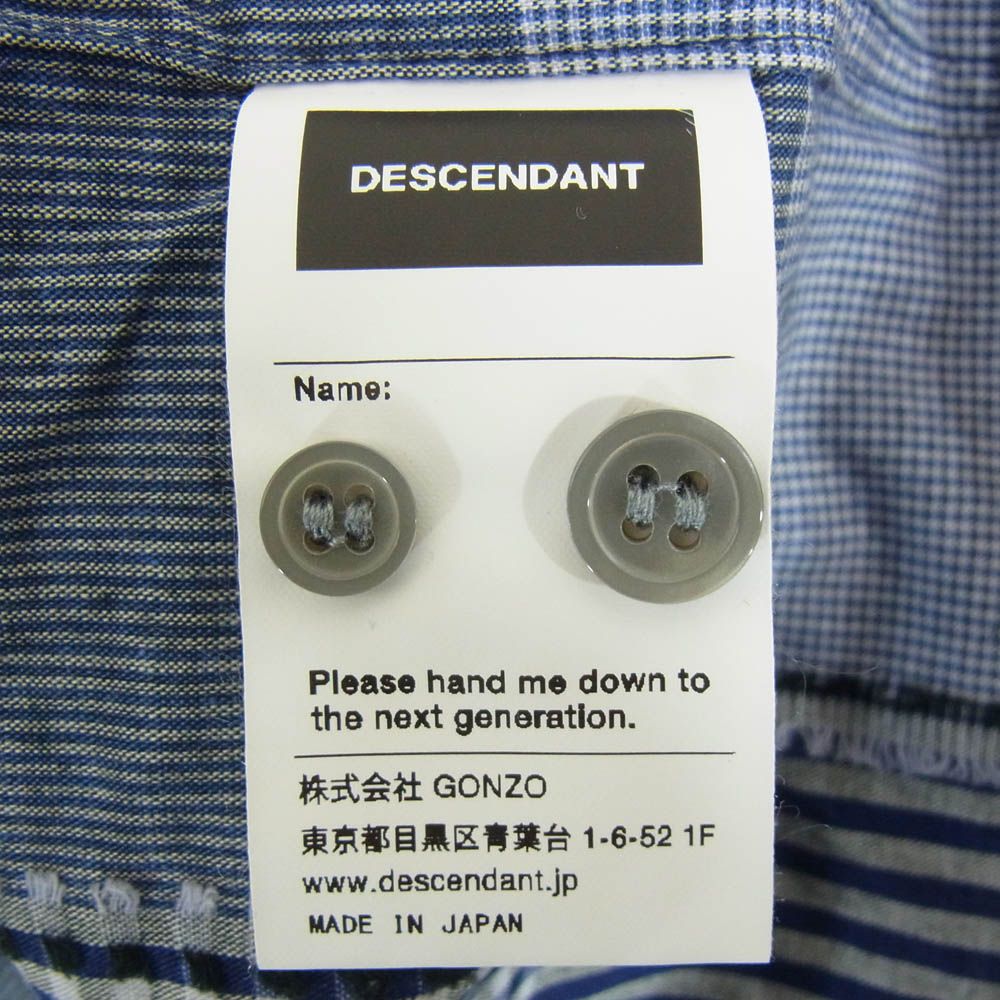 DESCENDANT
Name:
Please hand me down to
the next generation.
株式会社 GONZO
東京都目黒区青葉台 1-6-52 1F
www.descendant.jp
MADE IN JAPAN